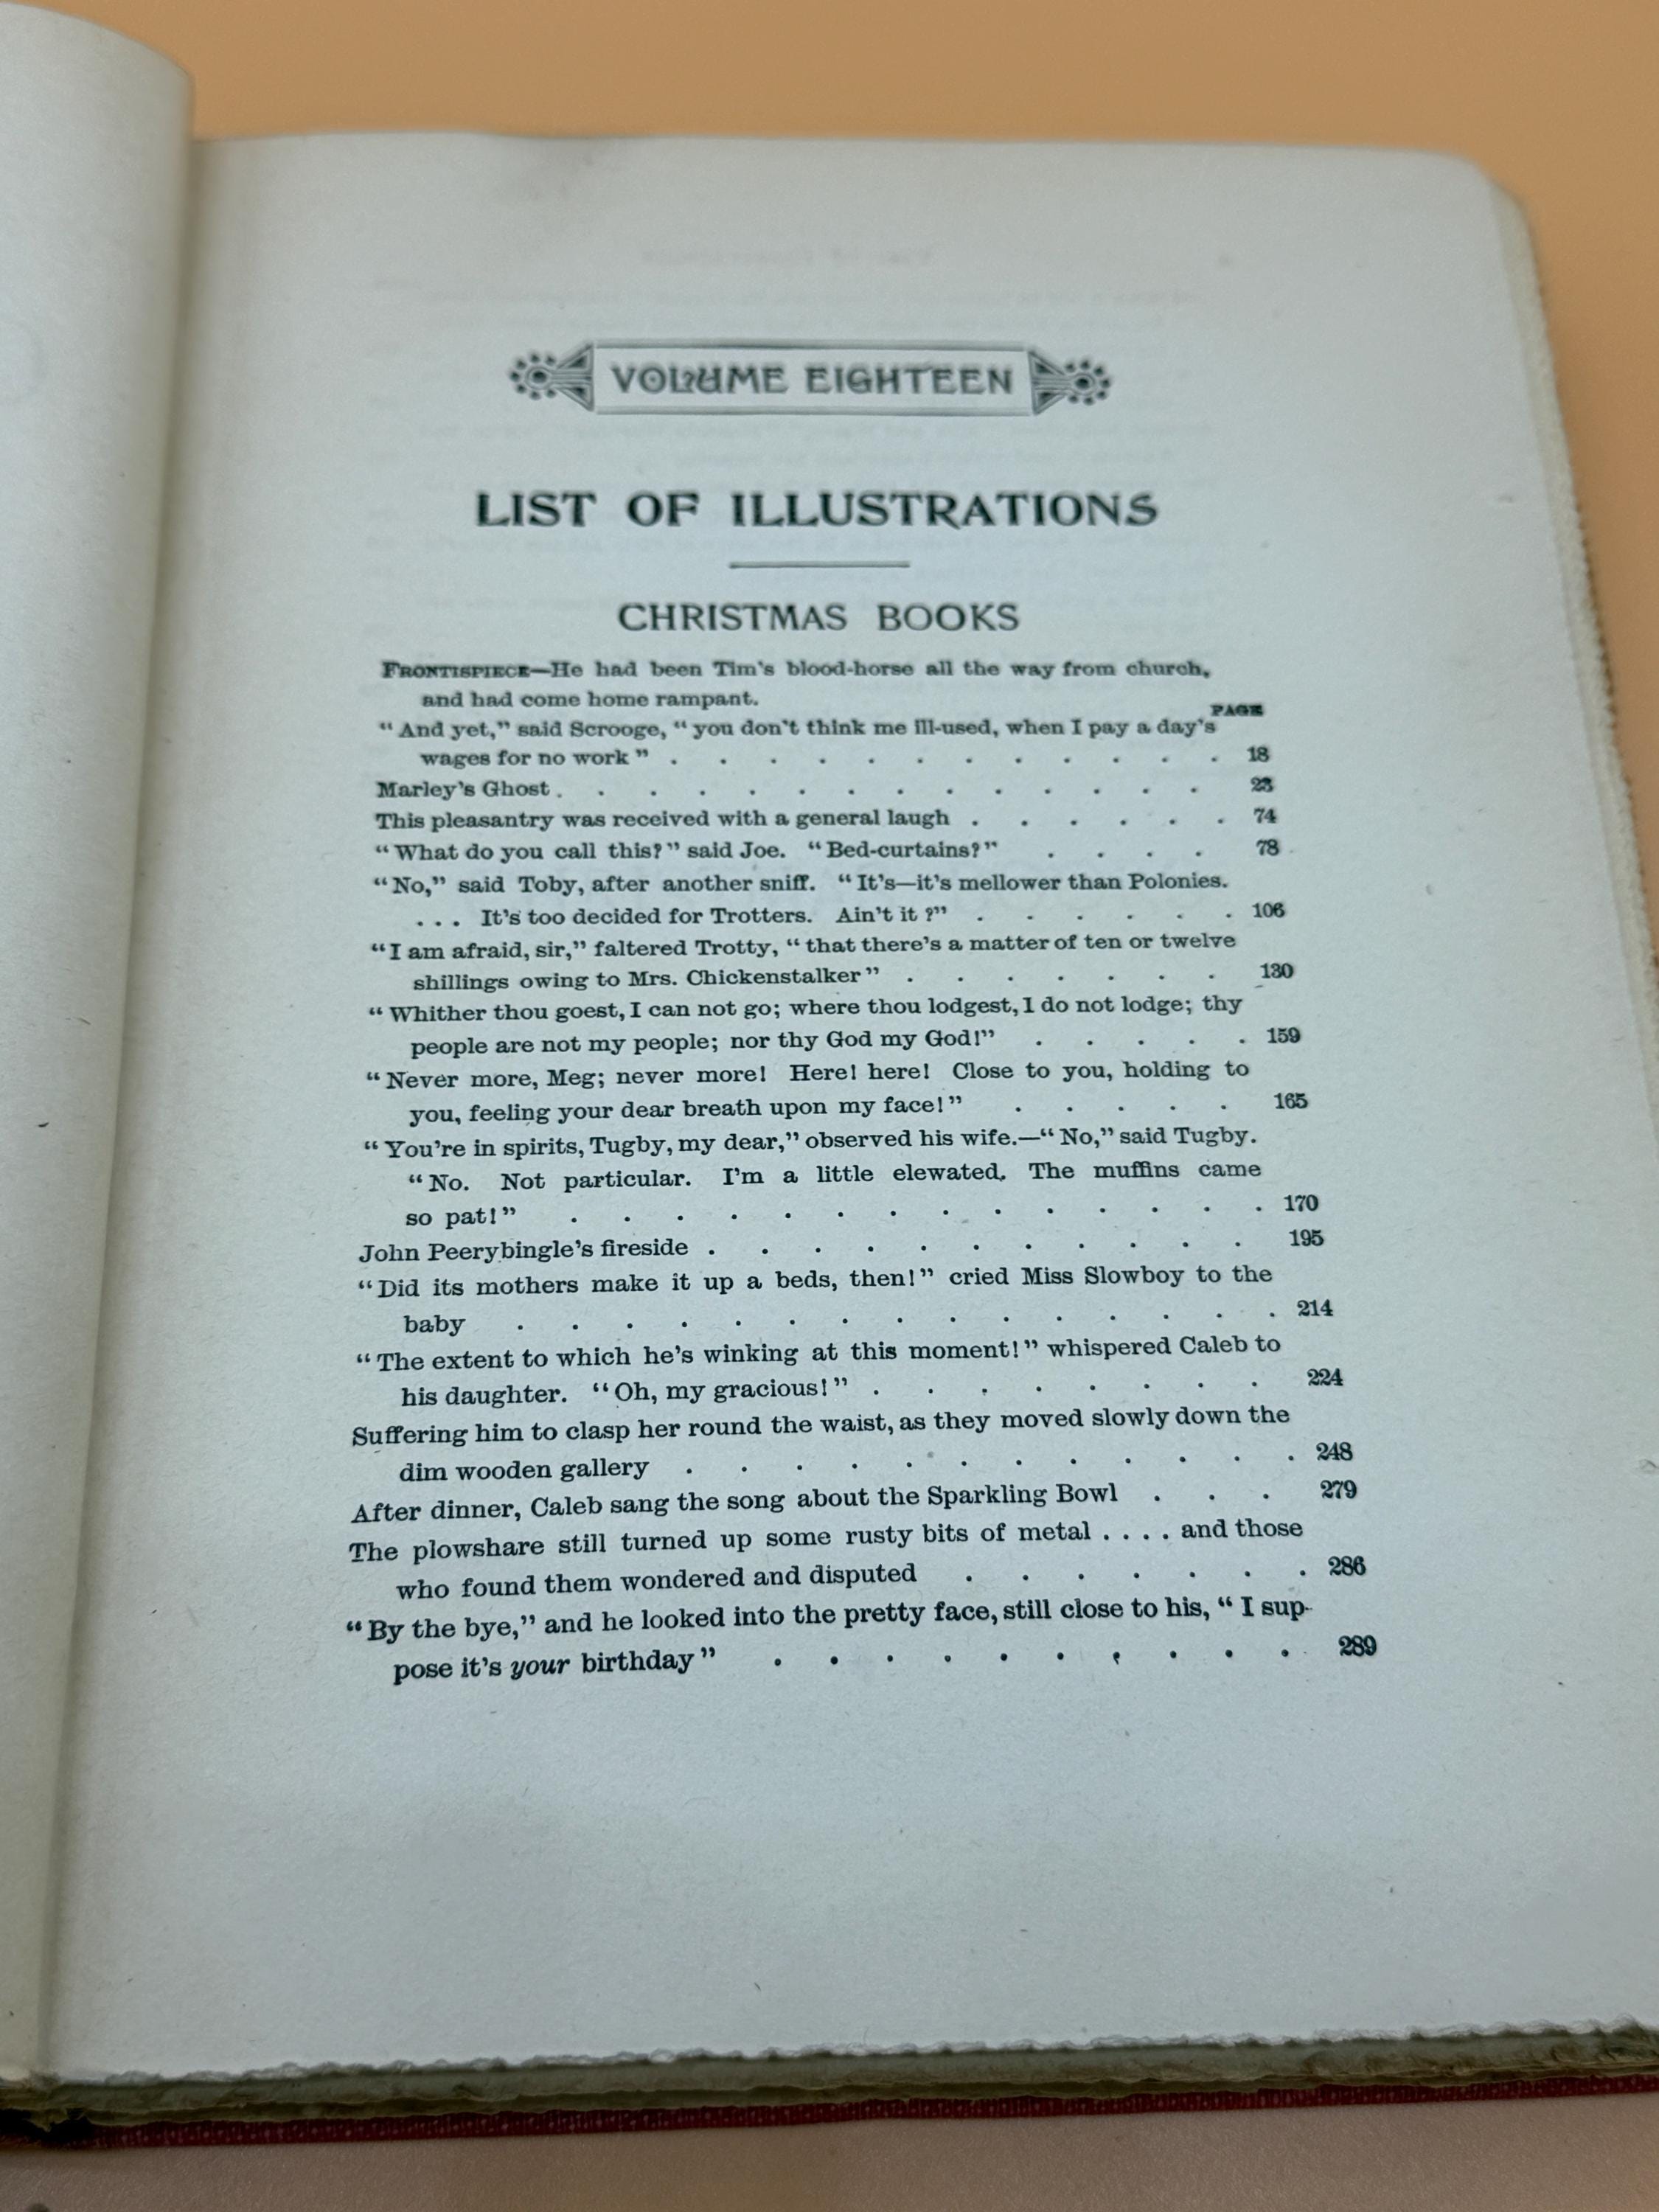 VOLUME EIGHTEEN
LIST OF ILLUSTRATIONS
CHRISTMAS BOOKS
FRONTISPIECE—He had been Tim's blood-horse all the way from church,
and had come home rampant.
PAGE
"And yet," said Scrooge, "you don't think me ill-used, when I pay a day's
wages for no work" . . . . . . . . . . . . 18
Marley's Ghost . . . . . . . . . . . . . . 23
This pleasantry was received with a general laugh . . . . . . 74
"What do you call this?" said Joe. "Bed-curtains?" . . . . 78
"No," said Toby, after another sniff. "It's—it's mellower than Polonies.
. . . It's too decided for Trotters. Ain't it ?" . . . . . . 106
"I am afraid, sir," faltered Trotty, "that there's a matter of ten or twelve
shillings owing to Mrs. Chickenstalker" . . . . . . . 130
"Whither thou goest, I can not go; where thou lodgest, I do not lodge; thy
people are not my people; nor thy God my God!" . . . . . 159
"Never more, Meg; never more! Here! here! Close to you, holding to
you, feeling your dear breath upon my face!" . . . . . 165
"You're in spirits, Tugby, my dear," observed his wife.—"No," said Tugby.
"No. Not particular. I'm a little elewated. The muffins came
so pat!" . . . . . . . . . . . . . . 170
John Peerybingle's fireside . . . . . . . . . . . 195
"Did its mothers make it up a beds, then!" cried Miss Slowboy to the
baby . . . . . . . . . . . . . . . 214
"The extent to which he's winking at this moment!" whispered Caleb to
his daughter. "Oh, my gracious!" . . . . . . . . 224
Suffering him to clasp her round the waist, as they moved slowly down the
dim wooden gallery . . . . . . . . . . . . 248
After dinner, Caleb sang the song about the Sparkling Bowl . . . 279
The plowshare still turned up some rusty bits of metal . . . . and those
who found them wondered and disputed . . . . . . . 286
"By the bye," and he looked into the pretty face, still close to his, "I sup-
pose it's your birthday" . . . . . . . . . . 289